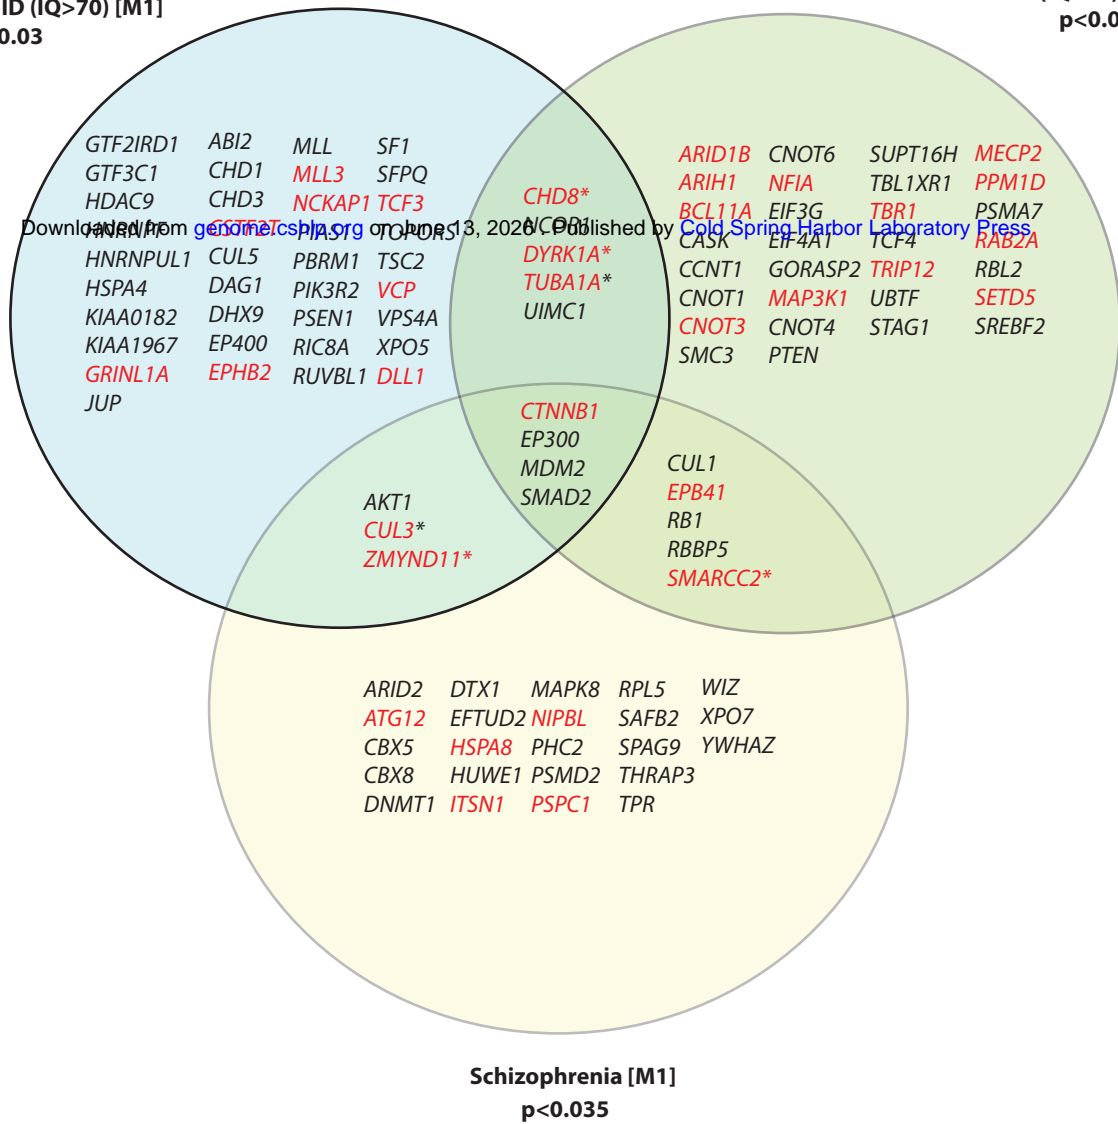 ID (IQ>70) [M1]
0.03
p<0.0
GTF2IRD1 ABI2 MLL SF1
GTF3C1 CHD1 MLL3 SFPQ
HDAC9 CHD3 NCKAP1 TCF3
HNRNPF CSTF2T PIAS1 TOPORS
HNRNPUL1 CUL5 PBRM1 TSC2
HSPA4 DAG1 PIK3R2 VCP
KIAA0182 DHX9 PSEN1 VPS4A
KIAA1967 EP400 RIC8A XPO5
GRINL1A EPHB2 RUVBL1 DLL1
JUP
CHD8*
NCOR1
DYRK1A*
TUBA1A*
UIMC1
ARID1B CNOT6 SUPT16H MECP2
ARIH1 NFIA TBL1XR1 PPM1D
BCL11A EIF3G TBR1 PSMA7
CASK EIF4A1 TCF4 RAB2A
CCNT1 GORASP2 TRIP12 RBL2
CNOT1 MAP3K1 UBTF SETD5
CNOT3 CNOT4 STAG1 SREBF2
SMC3 PTEN
Downloaded from genome.cshlp.org on June 13, 2026 - Published by Cold Spring Harbor Laboratory Press
CTNNB1
EP300
MDM2
SMAD2
AKT1
CUL3*
ZMYND11*
CUL1
EPB41
RB1
RBBP5
SMARCC2*
ARID2 DTX1 MAPK8 RPL5 WIZ
ATG12 EFTUD2 NIPBL SAFB2 XPO7
CBX5 HSPA8 PHC2 SPAG9 YWHAZ
CBX8 HUWE1 PSMD2 THRAP3
DNMT1 ITSN1 PSPC1 TPR
Schizophrenia [M1]
p<0.035